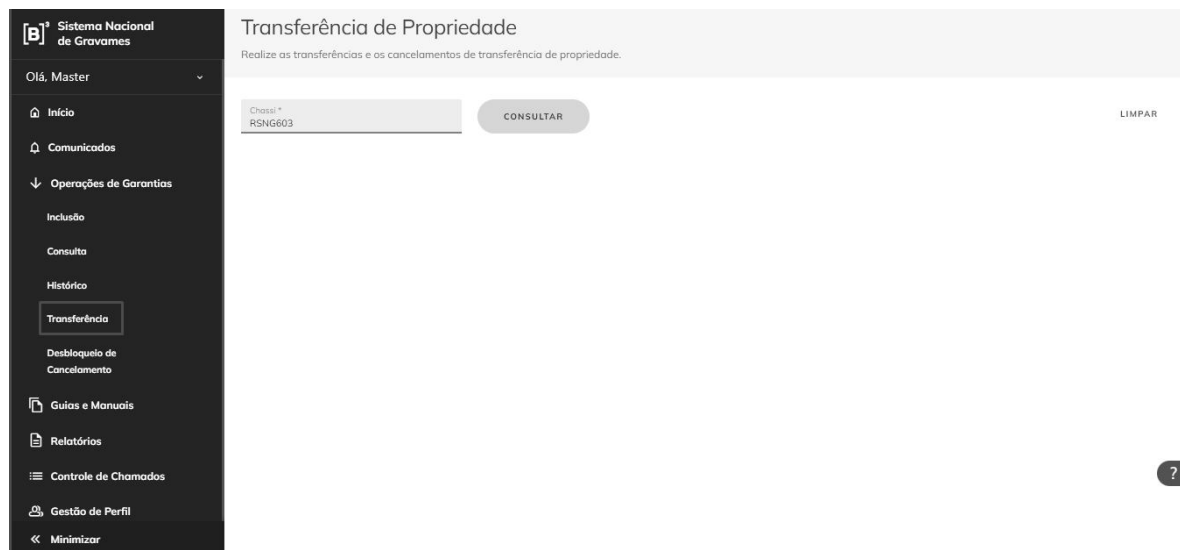 [B]³ Sistema Nacional
de Gravames
Olá, Master
Início
Comunicados
Operações de Garantias
Inclusão
Consulta
Histórico
Transferência
Desbloqueio de
Cancelamento
Guias e Manuais
Relatórios
Controle de Chamados
Gestão de Perfil
Minimizar
Transferência de Propriedade
Realize as transferências e os cancelamentos de transferência de propriedade.
Chassi *
RSNG603
CONSULTAR
LIMPAR
?